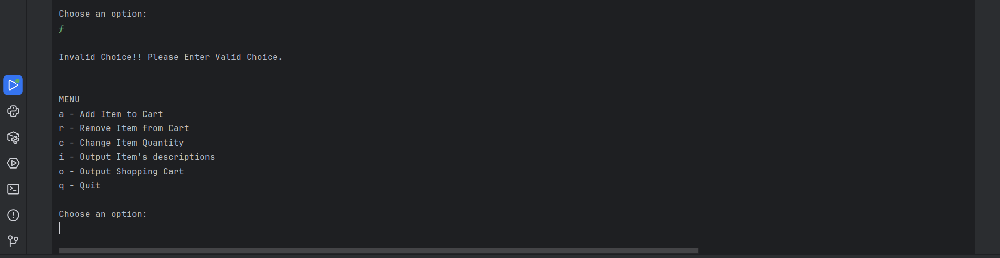 Choose an option:
f
Invalid Choice!! Please Enter Valid Choice.
MENU
a - Add Item to Cart
r - Remove Item from Cart
c - Change Item Quantity
i - Output Item's descriptions
o - Output Shopping Cart
q - Quit
Choose an option: